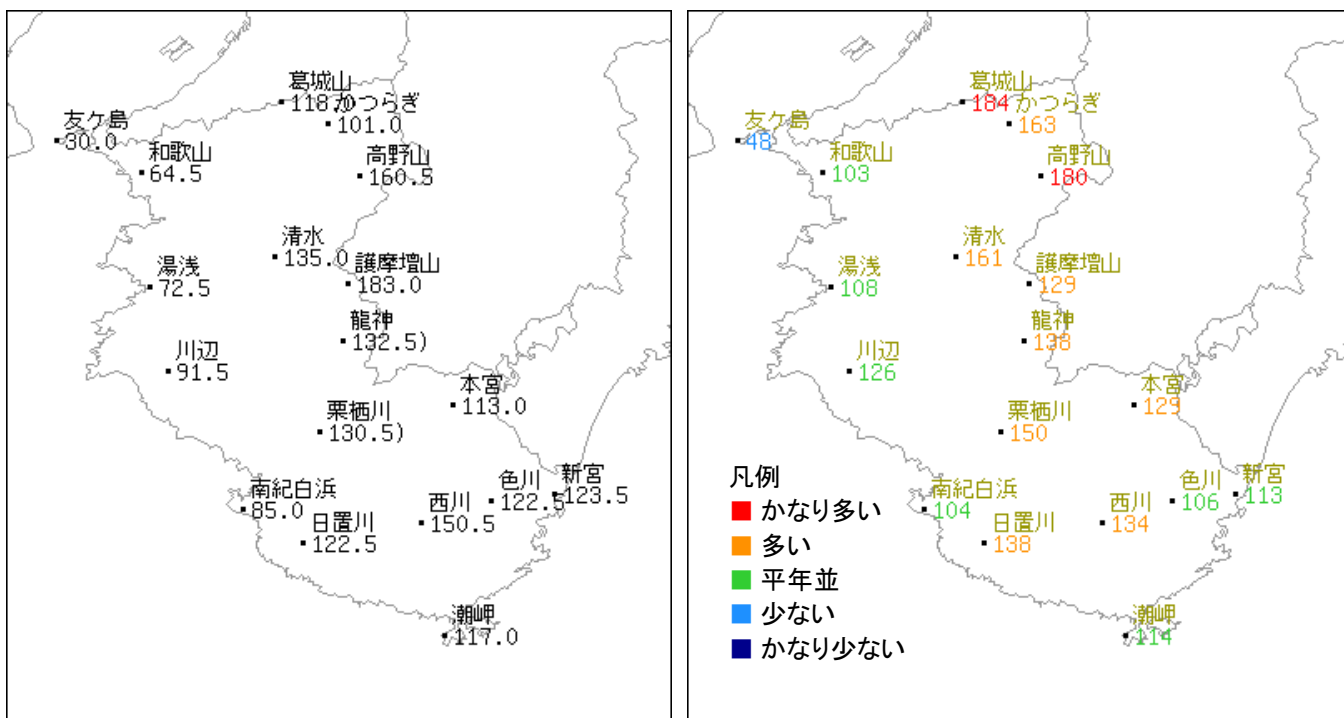 葛城山
118.0
かつらぎ
101.0
友ケ島
30.0
和歌山
64.5
高野山
160.5
清水
135.0
湯浅
72.5
護摩壇山
183.0
龍神
132.5)
川辺
91.5
本宮
113.0
栗栖川
130.5)
南紀白浜
85.0
日置川
122.5
西川
150.5
色川
122.5
新宮
123.5
潮岬
117.0
葛城山
184
かつらぎ
163
友ケ島
48
和歌山
103
高野山
180
清水
161
湯浅
108
護摩壇山
129
龍神
138
川辺
126
本宮
129
栗栖川
150
南紀白浜
104
日置川
138
西川
134
色川
106
新宮
113
潮岬
114
凡例
かなり多い
多い
平年並
少ない
かなり少ない